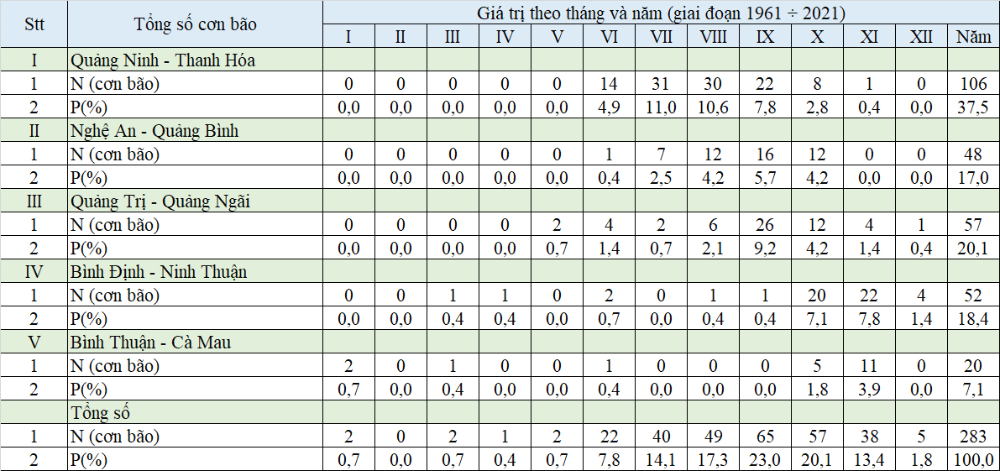 Stt Tổng số cơn bão Giá trị theo tháng và năm (giai đoạn 1961 ÷ 2021)
I II III IV V VI VII VIII IX X XI XII Năm
I Quảng Ninh - Thanh Hóa
1 N (cơn bão) 0 0 0 0 0 14 31 30 22 8 1 0 106
2 P(%) 0,0 0,0 0,0 0,0 0,0 4,9 11,0 10,6 7,8 2,8 0,4 0,0 37,5
II Nghệ An - Quảng Bình
1 N (cơn bão) 0 0 0 0 0 1 7 12 16 12 0 0 48
2 P(%) 0,0 0,0 0,0 0,0 0,0 0,4 2,5 4,2 5,7 4,2 0,0 0,0 17,0
III Quảng Trị - Quảng Ngãi
1 N (cơn bão) 0 0 0 0 2 4 2 6 26 12 4 1 57
2 P(%) 0,0 0,0 0,0 0,0 0,7 1,4 0,7 2,1 9,2 4,2 1,4 0,4 20,1
IV Bình Định - Ninh Thuận
1 N (cơn bão) 0 0 1 1 0 2 0 1 1 20 22 4 52
2 P(%) 0,0 0,0 0,4 0,4 0,0 0,7 0,0 0,4 0,4 7,1 7,8 1,4 18,4
V Bình Thuận - Cà Mau
1 N (cơn bão) 2 0 1 0 0 1 0 0 0 5 11 0 20
2 P(%) 0,7 0,0 0,4 0,0 0,0 0,4 0,0 0,0 0,0 1,8 3,9 0,0 7,1
Tổng số
1 N (cơn bão) 2 0 2 1 2 22 40 49 65 57 38 5 283
2 P(%) 0,7 0,0 0,7 0,4 0,7 7,8 14,1 17,3 23,0 20,1 13,4 1,8 100,0